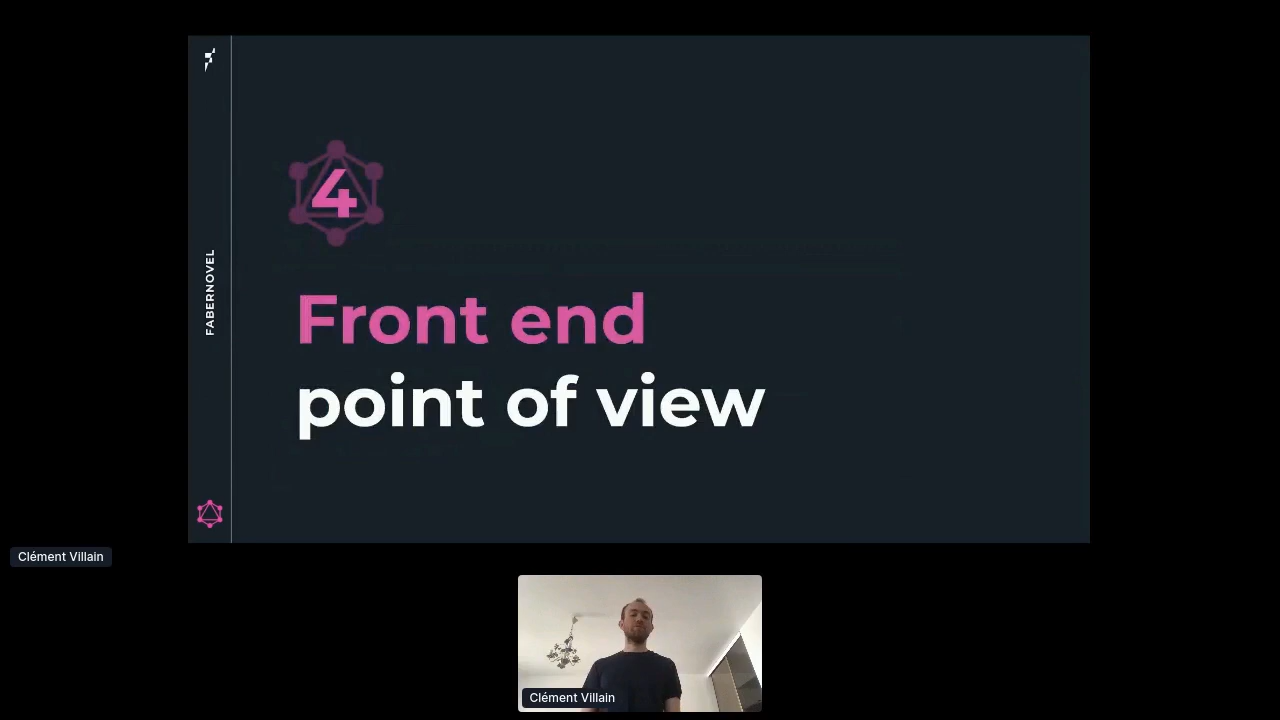 FABERNOVEL
4
Front end
point of view
Clément Villain
Clément Villain